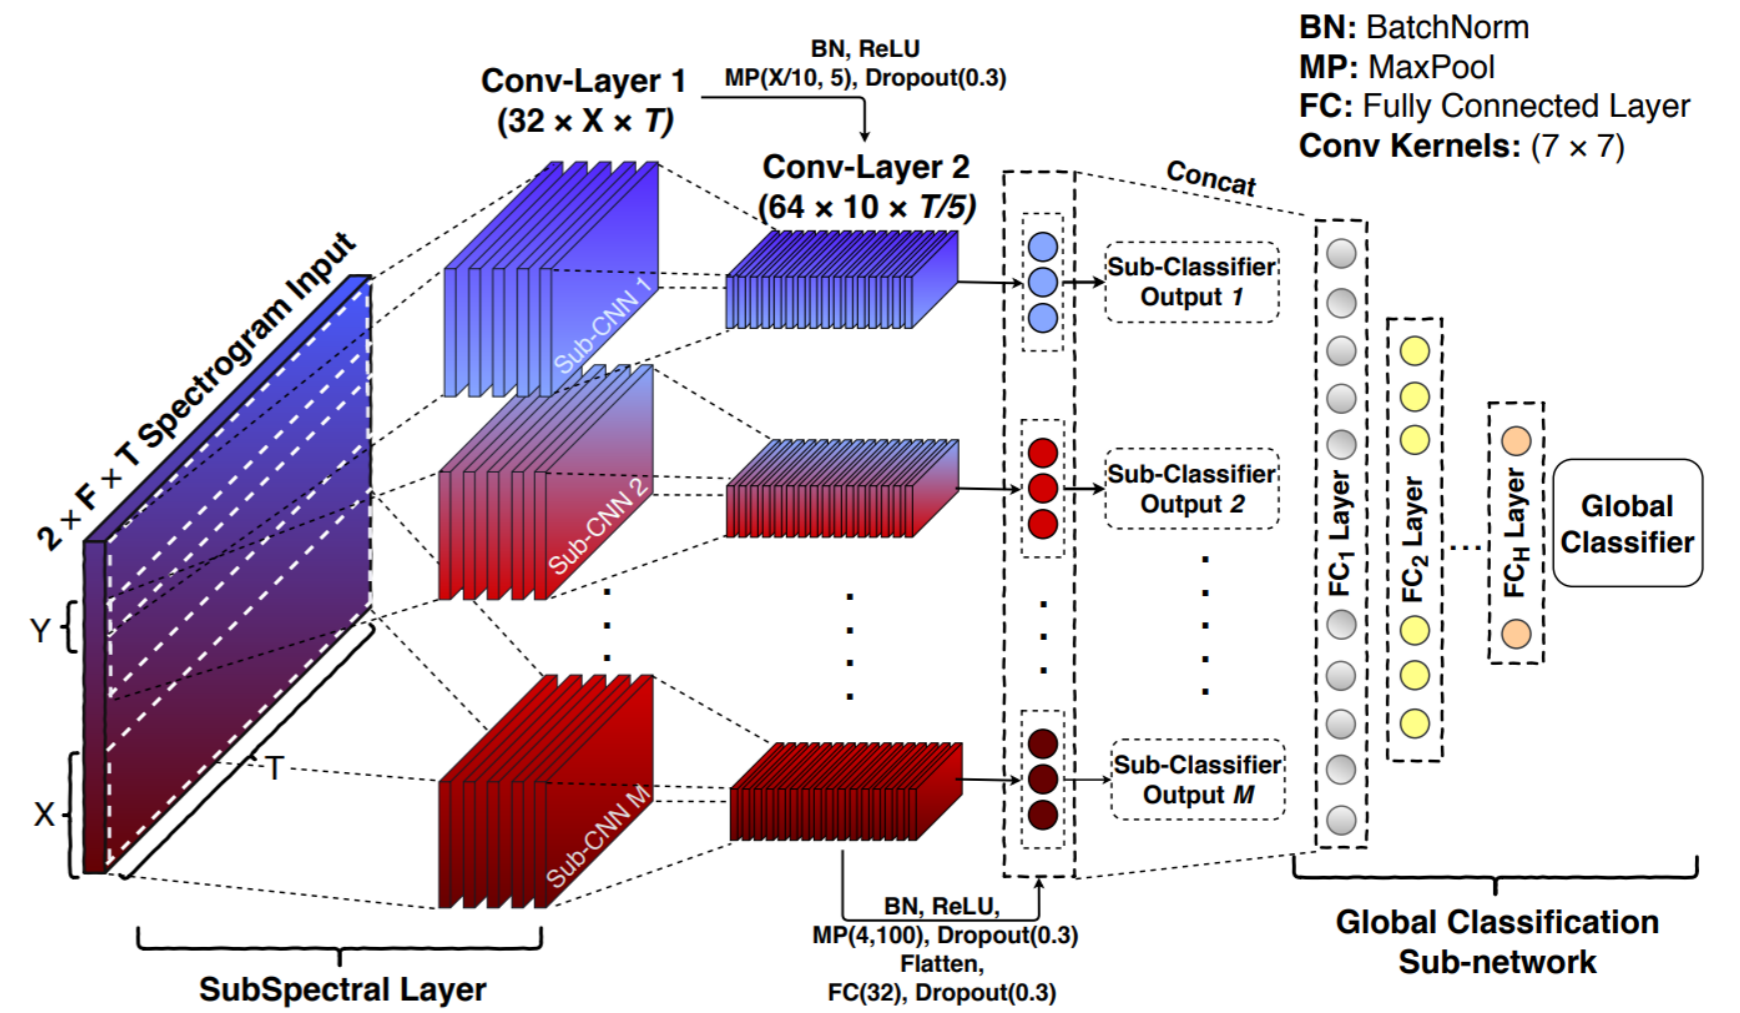 BN: BatchNorm
MP: MaxPool
FC: Fully Connected Layer
Conv Kernels: (7 × 7)
BN, ReLU
MP(X/10, 5), Dropout(0.3)
Conv-Layer 1
(32 × X × T)
Conv-Layer 2
(64 × 10 × T/5)
Concat
2 × F × T Spectrogram Input
Sub-CNN 1
Sub-Classifier
Output 1
Sub-CNN 2
Sub-Classifier
Output 2
Y
X
T
Sub-CNN M
Sub-Classifier
Output M
FC1 Layer
FC2 Layer
...
FCH Layer
Global
Classifier
BN, ReLU,
MP(4,100), Dropout(0.3)
Flatten,
FC(32), Dropout(0.3)
SubSpectral Layer
Global Classification
Sub-network